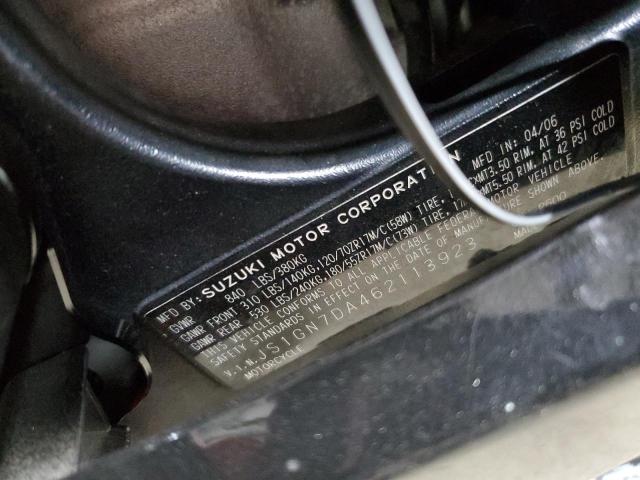 MFD BY: SUZUKI MOTOR CORPORATION MFD IN: 04/06
GVWR 840 LBS/380KG
GAWR FRONT 310 LBS/140KG,120/70ZR17M/C(58W) TIRE, MT3.50 RIM, AT 36 PSI COLD
GAWR REAR 530 LBS/240KG,180/55ZR17M/C(73W) TIRE, MT5.50 RIM, AT 42 PSI COLD
THIS VEHICLE CONFORMS TO ALL APPLICABLE FEDERAL MOTOR VEHICLE
SAFETY STANDARDS IN EFFECT ON THE DATE OF MANUFACTURE SHOWN ABOVE.
V.I.N. JS1GN7DA462113923
MOTORCYCLE